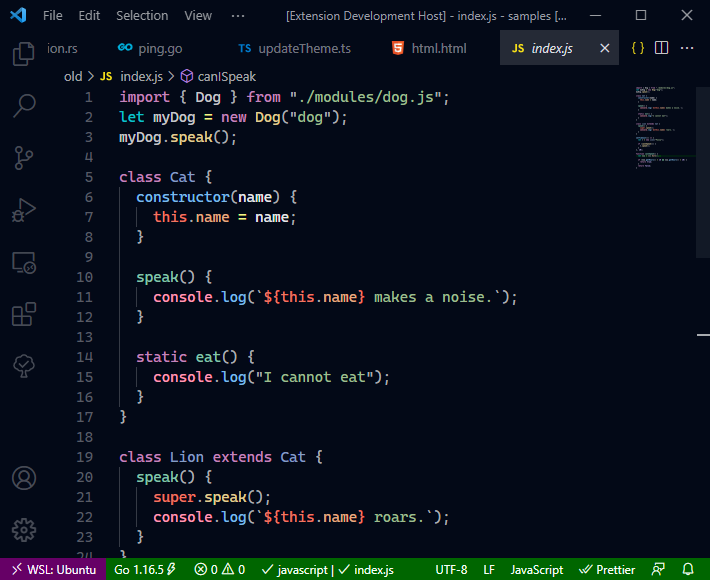 File Edit Selection View ··· [Extension Development Host] - index.js - samples [...
ion.rs GO ping.go TS updateTheme.ts html.html JS index.js {} ···
old > JS index.js > canISpeak
1 import { Dog } from "./modules/dog.js";
2 let myDog = new Dog("dog");
3 myDog.speak();
4
5 class Cat {
6 constructor(name) {
7 this.name = name;
8 }
9
10 speak() {
11 console.log(`${this.name} makes a noise.`);
12 }
13
14 static eat() {
15 console.log("I cannot eat");
16 }
17 }
18
19 class Lion extends Cat {
20 speak() {
21 super.speak();
22 console.log(`${this.name} roars.`);
23 }
24 }
WSL: Ubuntu Go 1.16.5 0 0 ✓ javascript | ✓ index.js UTF-8 LF JavaScript Prettier